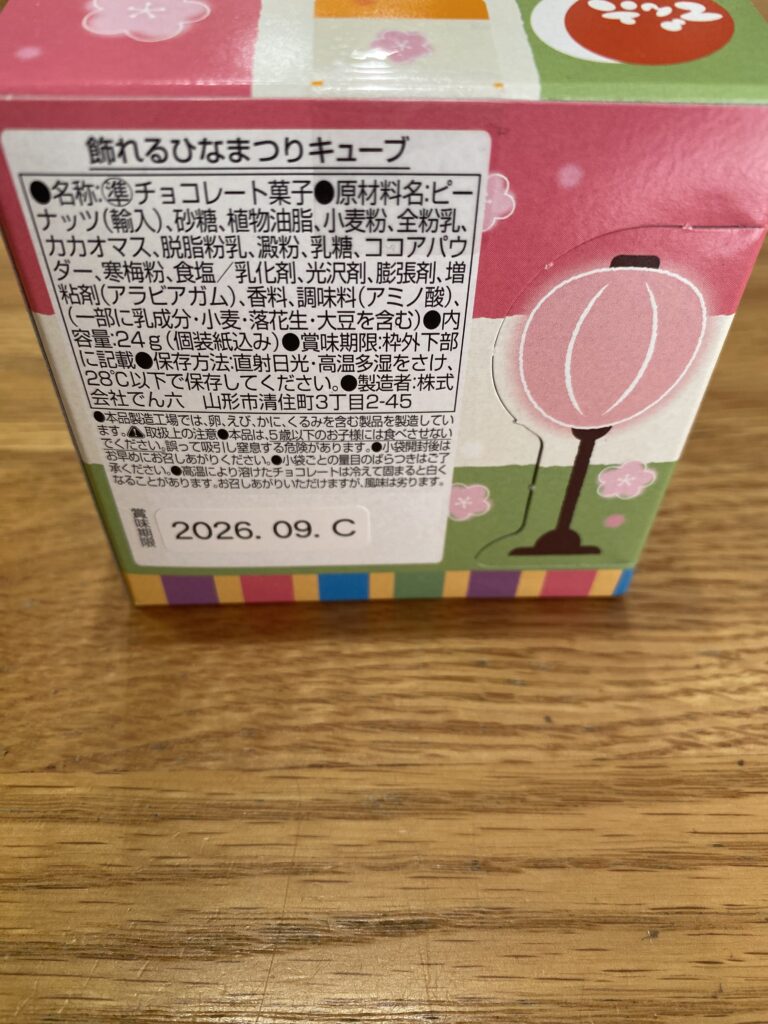 でん六
飾れるひなまつりキューブ
●名称:㊗準チョコレート菓子●原材料名:ピー
ナッツ(輸入)、砂糖、植物油脂、小麦粉、全粉乳、
カカオマス、脱脂粉乳、澱粉、乳糖、ココアパウ
ダー、寒梅粉、食塩/乳化剤、光沢剤、膨張剤、増
粘剤(アラビアガム)、香料、調味料(アミノ酸)、
(一部に乳成分・小麦・落花生・大豆を含む)●内
容量:24g(個装紙込み)●賞味期限:枠外下部
に記載●保存方法:直射日光・高温多湿をさけ、
28℃以下で保存してください。●製造者:株式
会社でん六 山形市清住町3丁目2-45
●本品製造工場では、卵、えび、かに、くるみを含む製品を製造してい
ます。⚠取扱上の注意●本品は、5歳以下のお子様には食べさせない
でください。誤って吸引し窒息する危険があります。●小袋開封後は
お早めにお召しあがりください。●小袋ごとの量目のばらつきはご了
承ください。●高温により溶けたチョコレートは冷えて固まると白く
なることがあります。お召しあがりいただけますが、風味は劣ります。
賞味期限
2026. 09. C